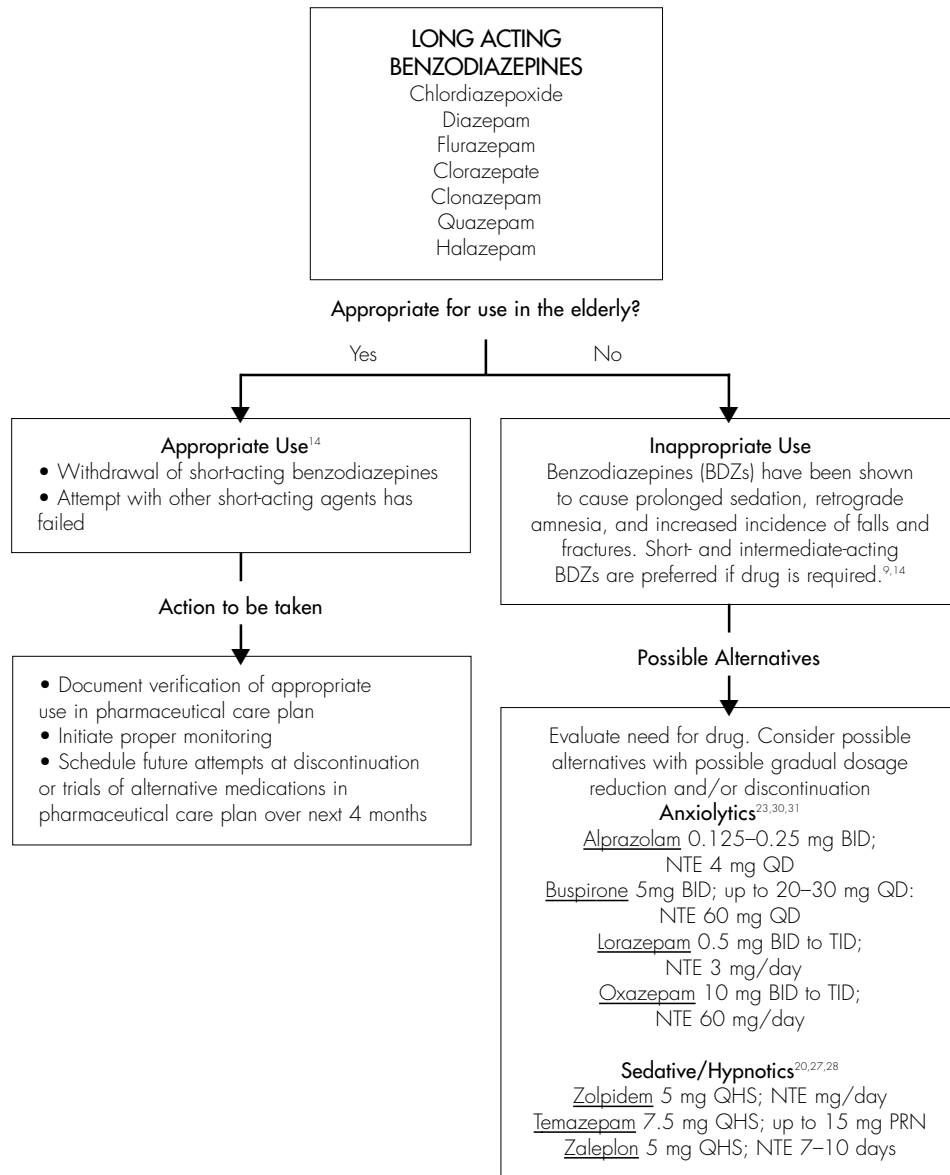 LONG ACTING
BENZODIAZEPINES
Chlordiazepoxide
Diazepam
Flurazepam
Clorazepate
Clonazepam
Quazepam
Halazepam
Appropriate for use in the elderly?
Yes
No
Appropriate Use14
• Withdrawal of short-acting benzodiazepines
• Attempt with other short-acting agents has
failed
Action to be taken
• Document verification of appropriate
use in pharmaceutical care plan
• Initiate proper monitoring
• Schedule future attempts at discontinuation
or trials of alternative medications in
pharmaceutical care plan over next 4 months
Inappropriate Use
Benzodiazepines (BDZs) have been shown
to cause prolonged sedation, retrograde
amnesia, and increased incidence of falls and
fractures. Short- and intermediate-acting
BDZs are preferred if drug is required.9,14
Possible Alternatives
Evaluate need for drug. Consider possible
alternatives with possible gradual dosage
reduction and/or discontinuation
Anxiolytics23,30,31
Alprazolam 0.125–0.25 mg BID;
NTE 4 mg QD
Buspirone 5mg BID; up to 20–30 mg QD:
NTE 60 mg QD
Lorazepam 0.5 mg BID to TID;
NTE 3 mg/day
Oxazepam 10 mg BID to TID;
NTE 60 mg/day
Sedative/Hypnotics20,27,28
Zolpidem 5 mg QHS; NTE mg/day
Temazepam 7.5 mg QHS; up to 15 mg PRN
Zaleplon 5 mg QHS; NTE 7–10 days